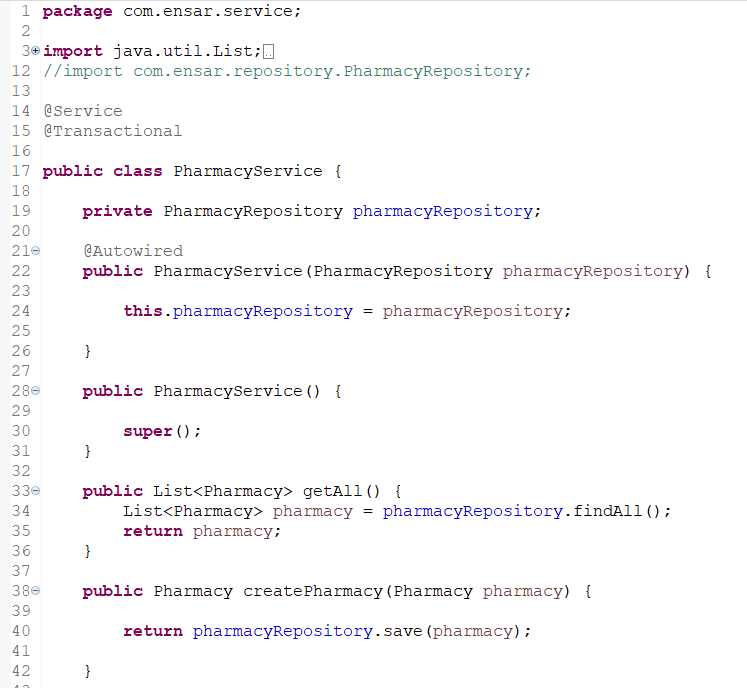 1 package com.ensar.service;
2
3 import java.util.List;
12 //import com.ensar.repository.PharmacyRepository;
13
14 @Service
15 @Transactional
16
17 public class PharmacyService {
18
19     private PharmacyRepository pharmacyRepository;
20
21     @Autowired
22     public PharmacyService(PharmacyRepository pharmacyRepository) {
23
24         this.pharmacyRepository = pharmacyRepository;
25
26     }
27
28     public PharmacyService() {
29
30         super();
31     }
32
33     public List<Pharmacy> getAll() {
34         List<Pharmacy> pharmacy = pharmacyRepository.findAll();
35         return pharmacy;
36     }
37
38     public Pharmacy createPharmacy(Pharmacy pharmacy) {
39
40         return pharmacyRepository.save(pharmacy);
41
42     }